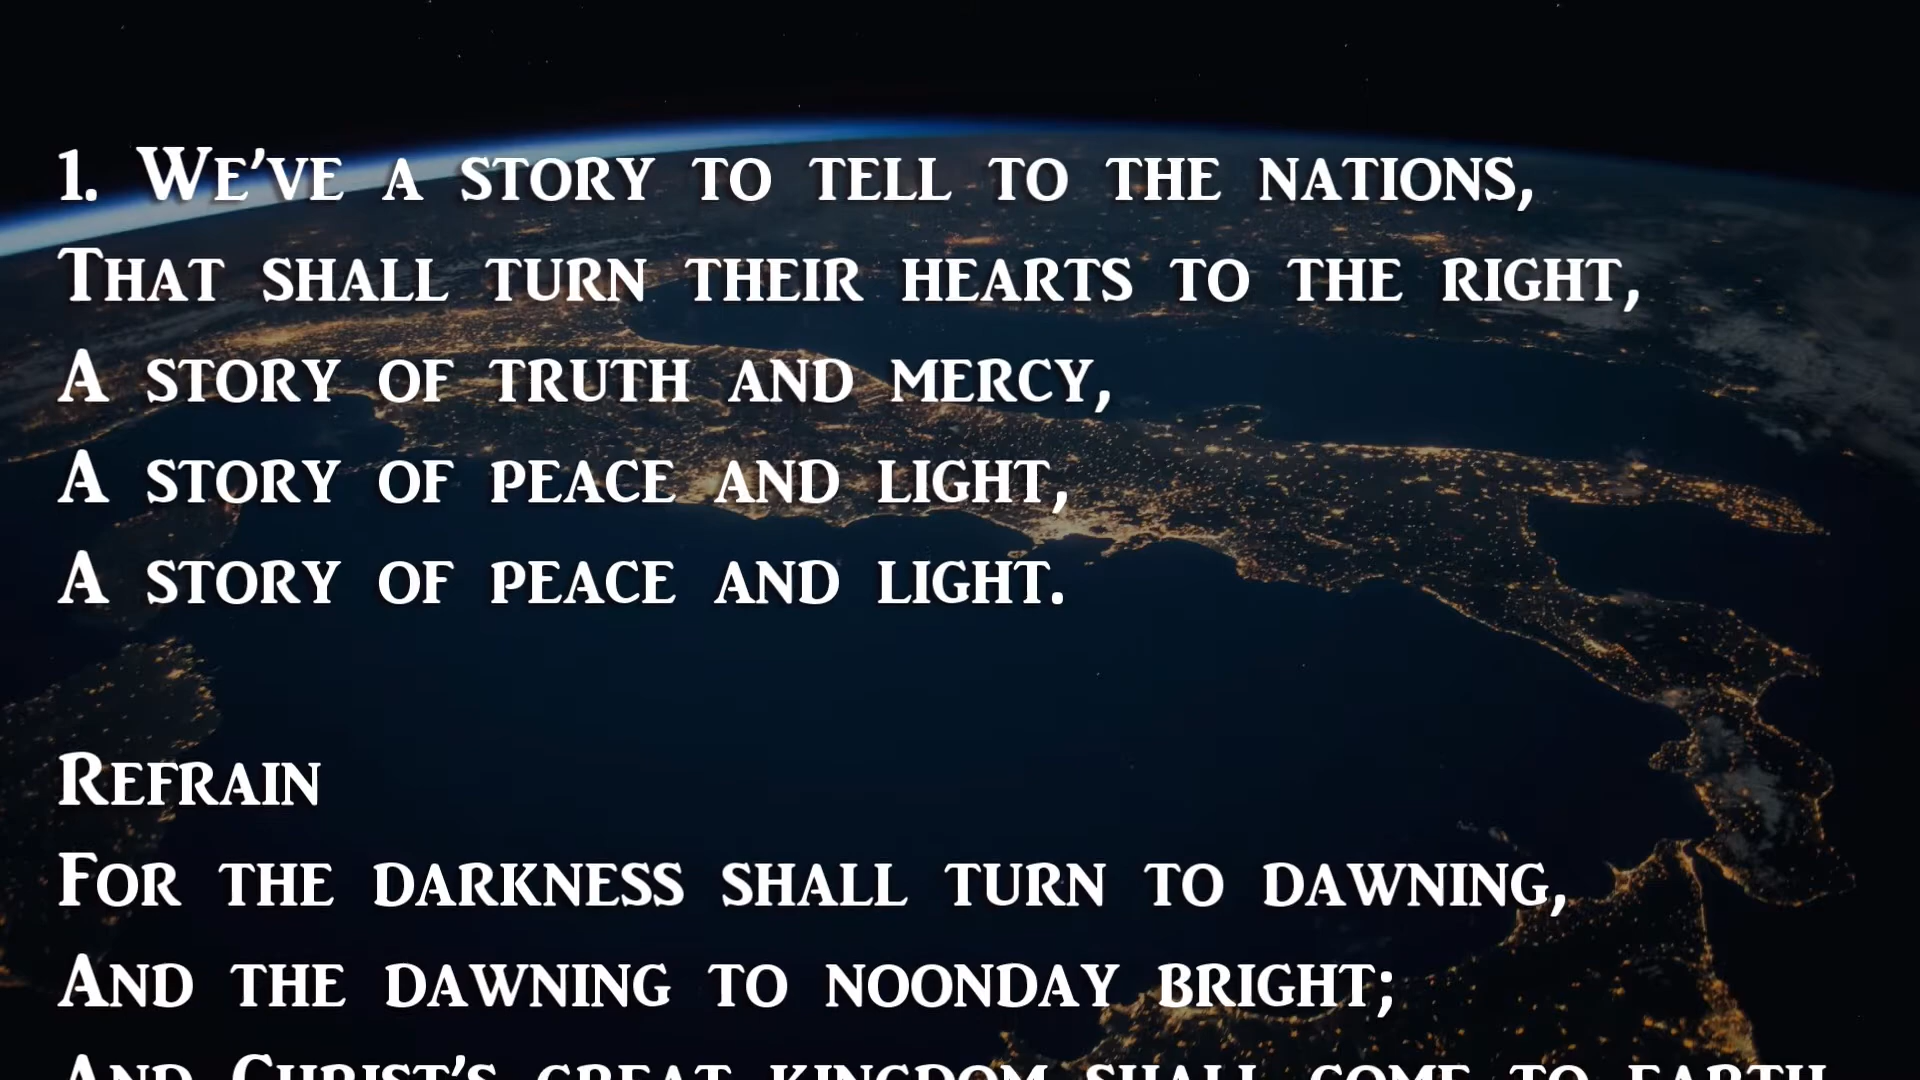 1. We've a story to tell to the nations,
That shall turn their hearts to the right,
A story of truth and mercy,
A story of peace and light,
A story of peace and light.
Refrain
For the darkness shall turn to dawning,
And the dawning to noonday bright;
And Christ's great kingdom shall come to earth